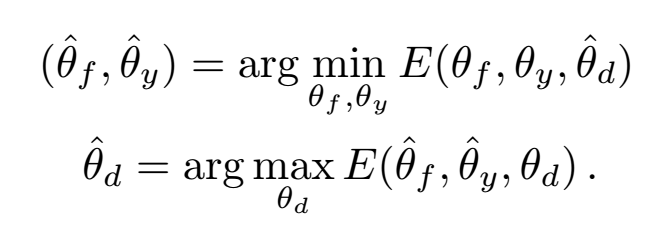 (θ̂_f, θ̂_y) = arg min_{θ_f,θ_y} E(θ_f, θ_y, θ̂_d)
θ̂_d = arg max_{θ_d} E(θ̂_f, θ̂_y, θ_d) .